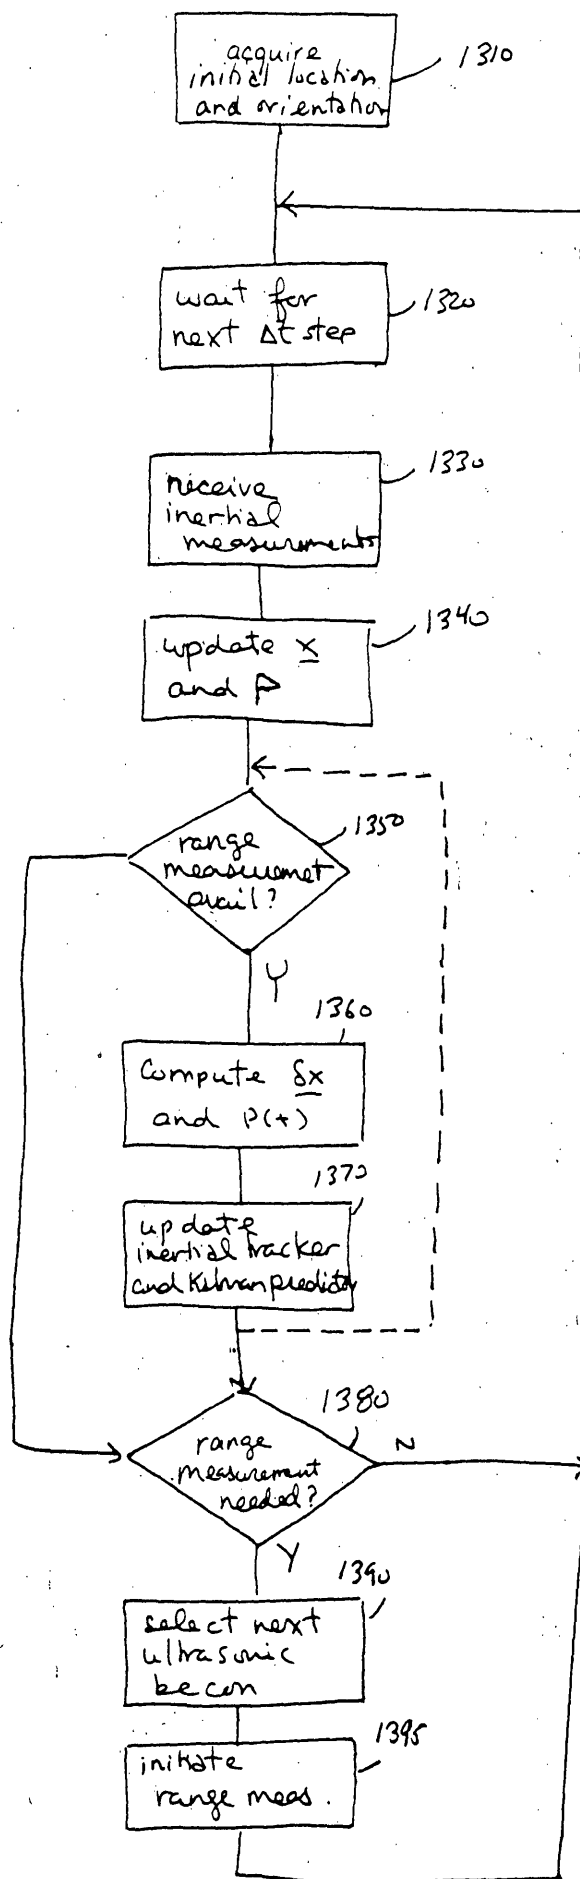 acquire
initial location
and orientation
1310
wait for
next Δt step
1320
receive
inertial
measurements
1330
update x
and P
1340
range
measuremet
avail?
1350
Y
1360
Compute δx
and P(+)
1370
update
inertial tracker
and Kalman predictor
1380
range
measurement
needed?
N
Y
1390
select next
ultrasonic
becon
1395
initiate
range meas.